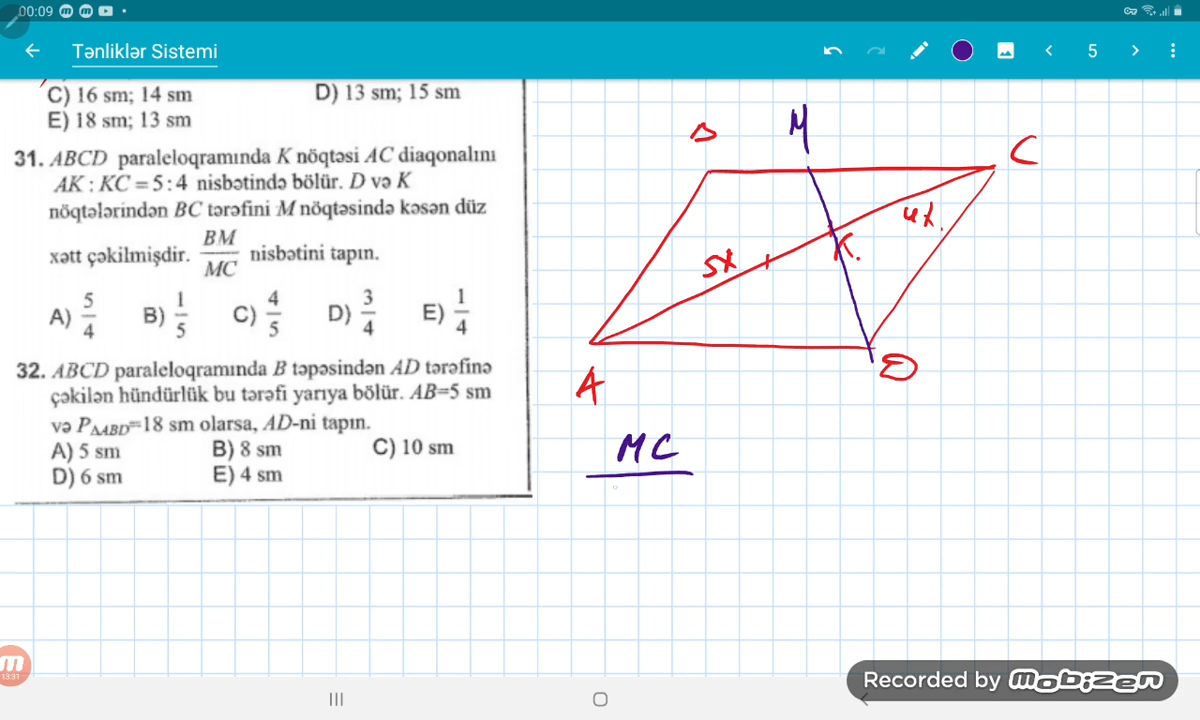 00:09
Tənliklər Sistemi
5
C) 16 sm; 14 sm D) 13 sm; 15 sm
E) 18 sm; 13 sm
31. ABCD paraleloqramında K nöqtəsi AC diaqonalını
AK : KC = 5 : 4 nisbətində bölür. D və K
nöqtələrindən BC tərəfini M nöqtəsində kəsən düz
xətt çəkilmişdir. BM/MC nisbətini tapın.
A) 5/4 B) 1/5 C) 4/5 D) 3/4 E) 1/4
32. ABCD paraleloqramında B təpəsindən AD tərəfinə
çəkilən hündürlük bu tərəfi yarıya bölür. AB=5 sm
və P△ABD=18 sm olarsa, AD-ni tapın.
A) 5 sm B) 8 sm C) 10 sm
D) 6 sm E) 4 sm
M
C
4x
K
5x
A
D
MC
13:31
Recorded by mobizen